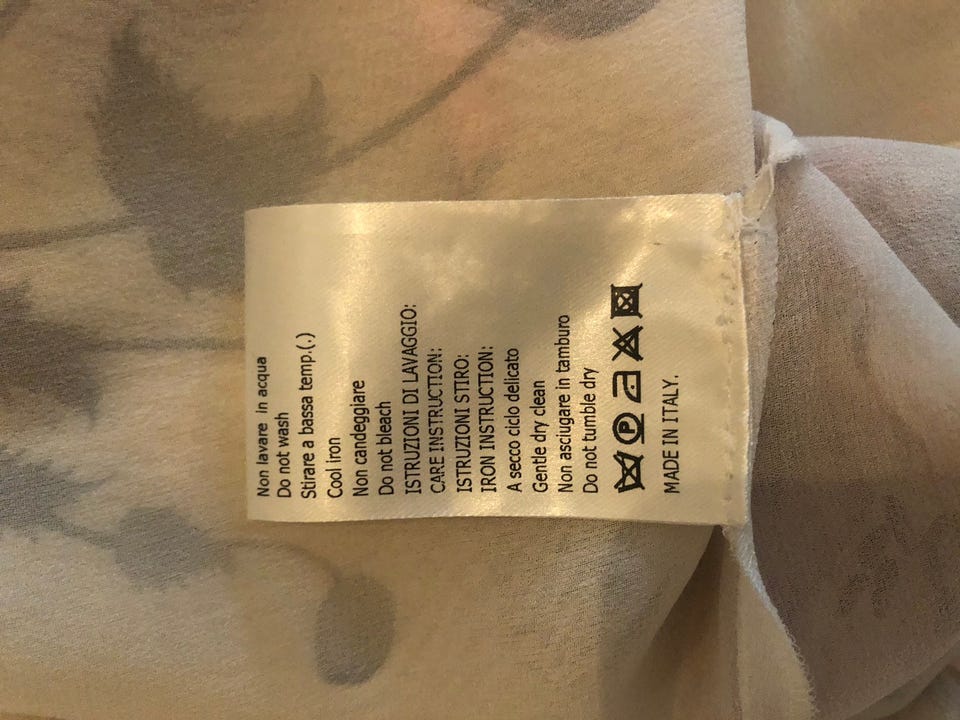 Non lavare in acqua
Do not wash
Stirare a bassa temp.(.)
Cool iron
Non candeggiare
Do not bleach
ISTRUZIONI DI LAVAGGIO:
CARE INSTRUCTION:
ISTRUZIONI STIRO:
IRON INSTRUCTION:
A secco ciclo delicato
Gentle dry clean
Non asciugare in tamburo
Do not tumble dry
P
MADE IN ITALY.